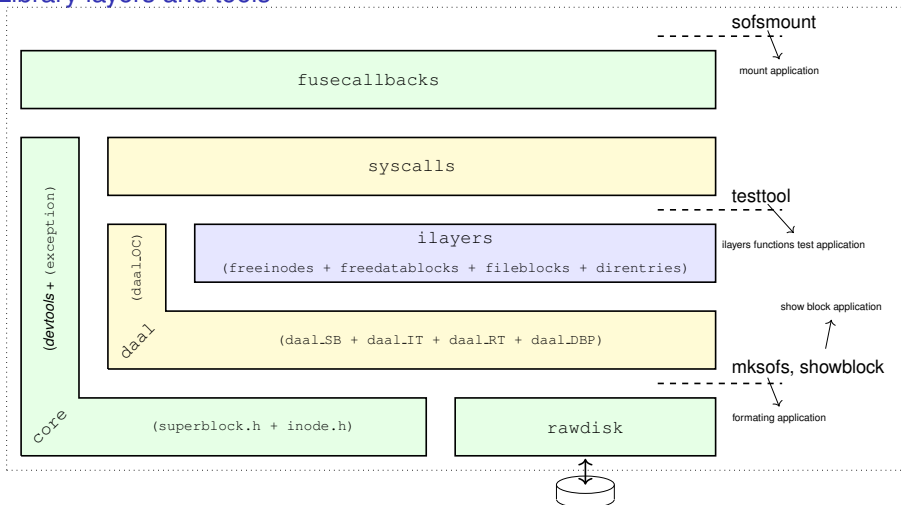 Library layers and tools
sofsmount
mount application
fusecallbacks
syscalls
testtool
ilayers functions test application
ilayers
(freeinodes + freedatablocks + fileblocks + direntries)
(devtools + (exception)
(daal_OC)
daal
(daal_SB + daal_IT + daal_RT + daal_DBP)
show block application
mksofs, showblock
formating application
core
(superblock.h + inode.h)
rawdisk